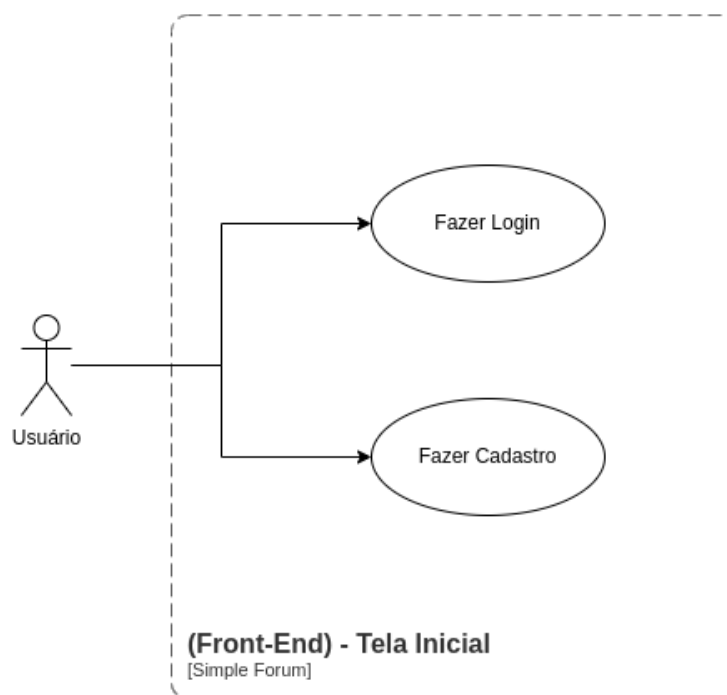 Fazer Login
Usuário
Fazer Cadastro
(Front-End) - Tela Inicial
[Simple Forum]